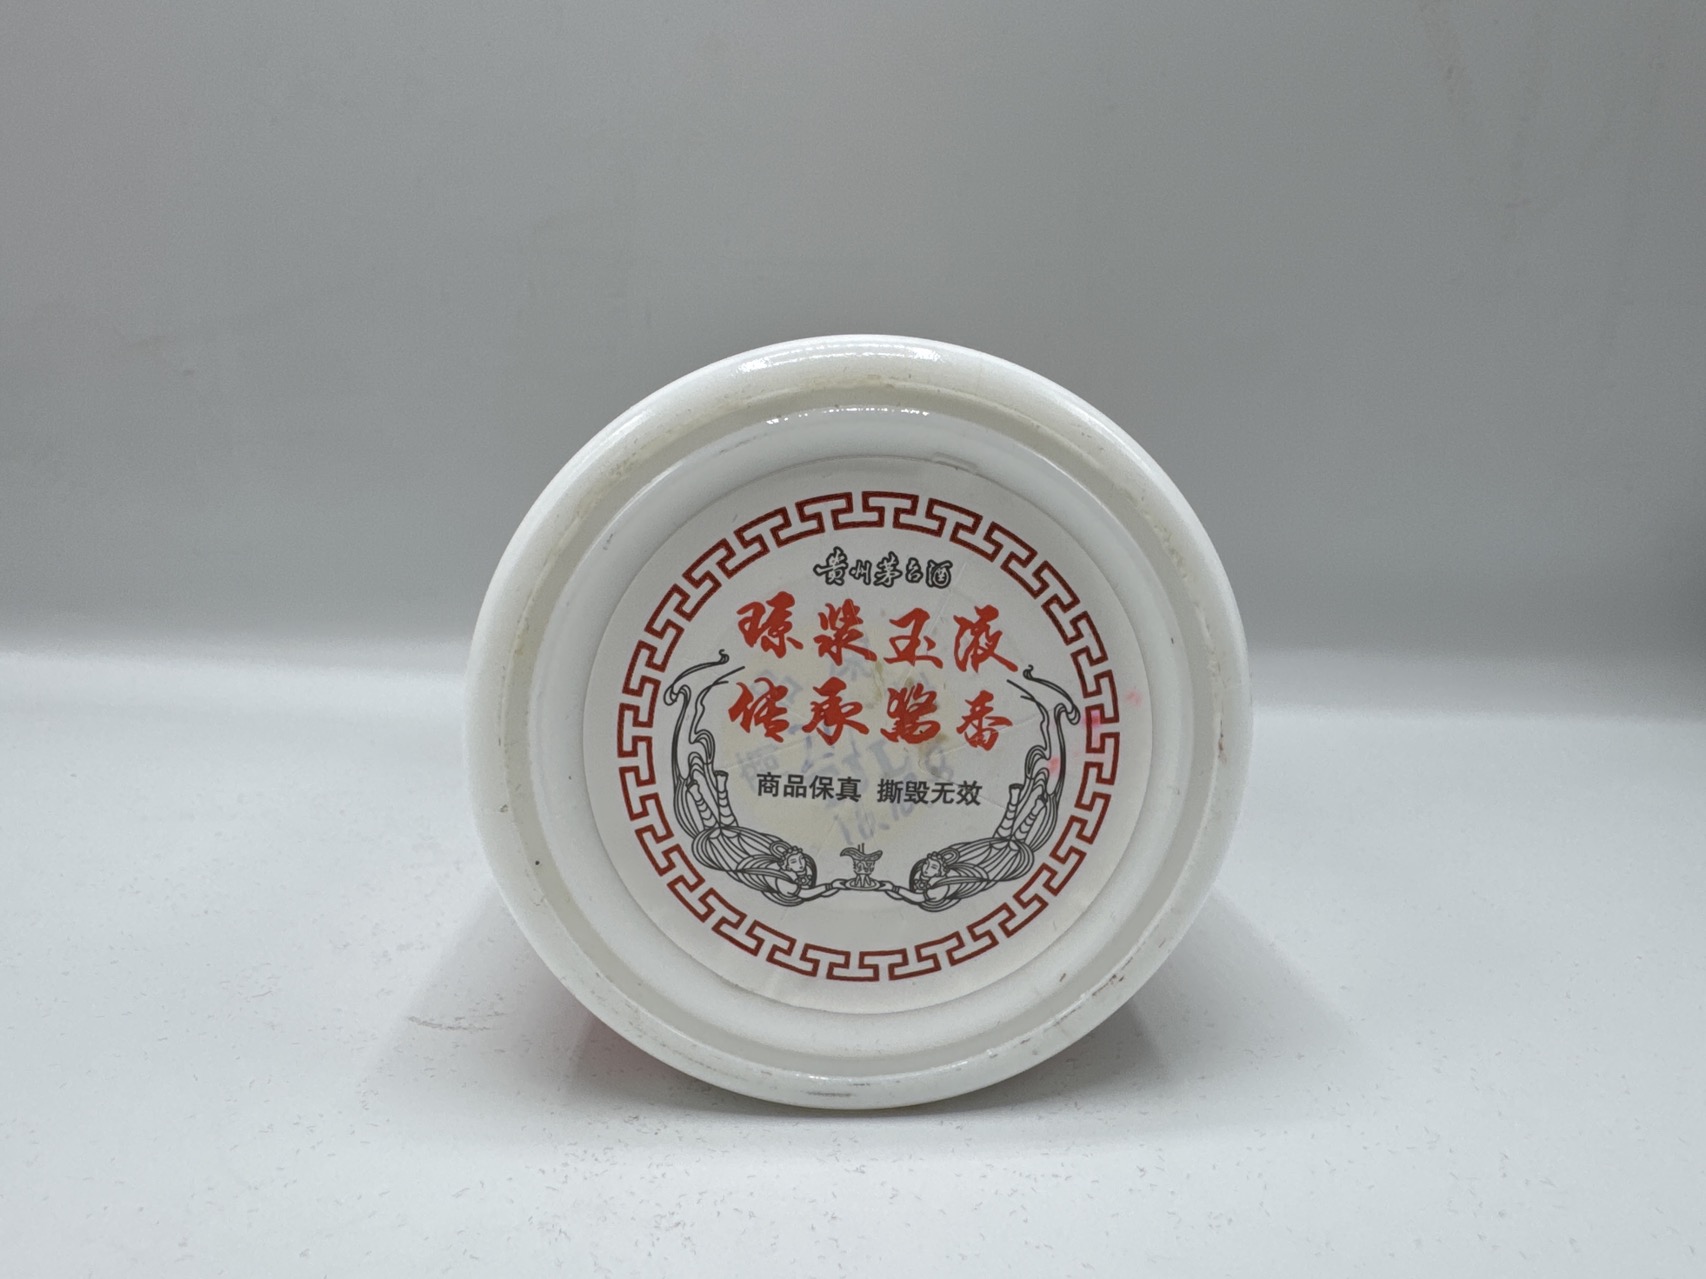 贵州茅台酒
琼浆玉液
传承酱香
商品保真 撕毁无效